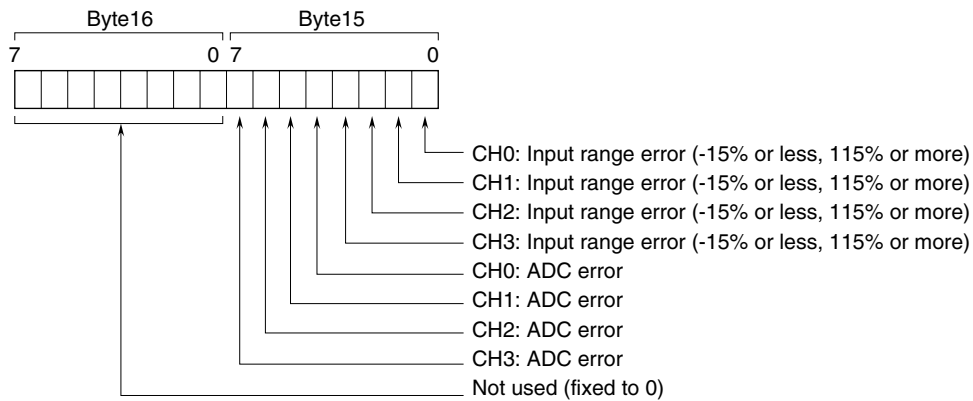 Byte16 Byte15
7 0 7 0
CH0: Input range error (-15% or less, 115% or more)
CH1: Input range error (-15% or less, 115% or more)
CH2: Input range error (-15% or less, 115% or more)
CH3: Input range error (-15% or less, 115% or more)
CH0: ADC error
CH1: ADC error
CH2: ADC error
CH3: ADC error
Not used (fixed to 0)